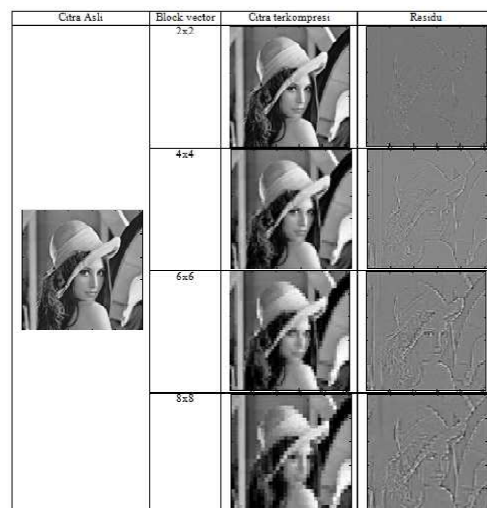 Citra Asli Block vector Citra terkompresi Residu
2x2
4x4
6x6
8x8